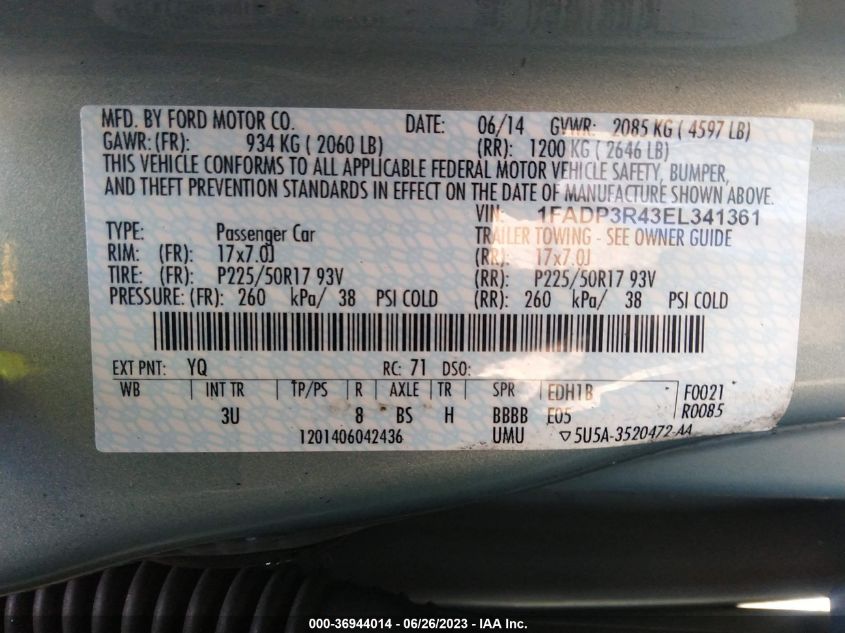 MFD. BY FORD MOTOR CO. DATE: 06/14 GVWR: 2085 KG ( 4597 LB)
GAWR: (FR): 934 KG ( 2060 LB) (RR): 1200 KG ( 2646 LB)
THIS VEHICLE CONFORMS TO ALL APPLICABLE FEDERAL MOTOR VEHICLE SAFETY, BUMPER,
AND THEFT PREVENTION STANDARDS IN EFFECT ON THE DATE OF MANUFACTURE SHOWN ABOVE.
VIN: 1FADP3R43EL341361
TYPE: Passenger Car TRAILER TOWING - SEE OWNER GUIDE
RIM: (FR): 17x7.0J (RR): 17x7.0J
TIRE: (FR): P225/50R17 93V (RR): P225/50R17 93V
PRESSURE: (FR): 260 kPa/ 38 PSI COLD (RR): 260 kPa/ 38 PSI COLD
EXT PNT: YQ RC: 71 DSO:
WB INT TR TP/PS R AXLE TR SPR EDH1B F0021
3U 8 BS H BBBB E05 R0085
1201406042436 UMU ▽5U5A-3520472-AA
000-36944014 - 06/26/2023 - IAA Inc.